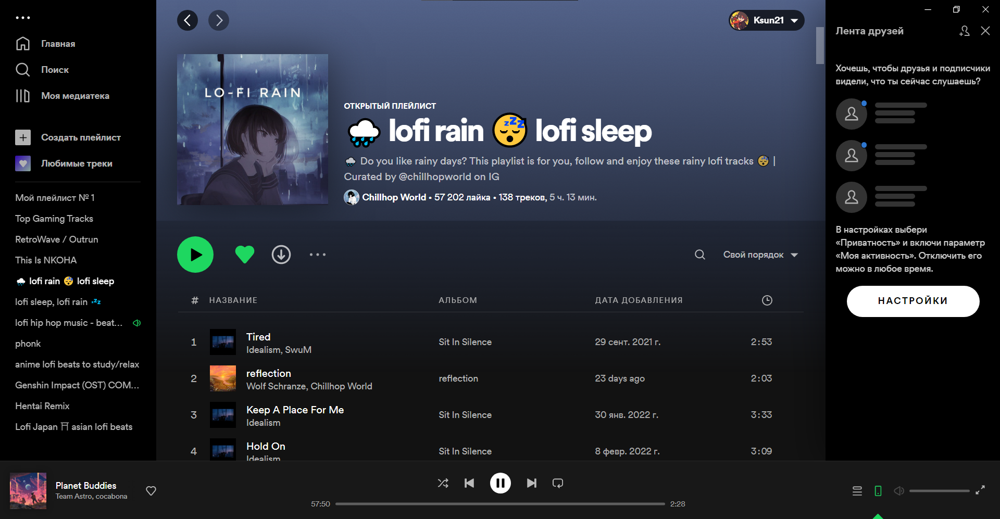 Главная
Поиск
Моя медиатека
Создать плейлист
Любимые треки
Мой плейлист № 1
Top Gaming Tracks
RetroWave / Outrun
This Is NKOHA
🌧 lofi rain 😴 lofi sleep
lofi sleep, lofi rain 💤
lofi hip hop music - beat...
phonk
anime lofi beats to study/relax
Genshin Impact (OST) COM...
Hentai Remix
Lofi Japan ⛩ asian lofi beats
Ksun21
LO-FI RAIN
ОТКРЫТЫЙ ПЛЕЙЛИСТ
🌧 lofi rain 😴 lofi sleep
🌧 Do you like rainy days? This playlist is for you, follow and enjoy these rainy lofi tracks 😴 |
Curated by @chillhopworld on IG
Chillhop World • 57 202 лайка • 138 треков, 5 ч. 13 мин.
Свой порядок
# НАЗВАНИЕ АЛЬБОМ ДАТА ДОБАВЛЕНИЯ
1 Tired Sit In Silence 29 сент. 2021 г. 2:53
Idealism, SwuM
2 reflection reflection 23 days ago 2:03
Wolf Schranze, Chillhop World
3 Keep A Place For Me Sit In Silence 30 янв. 2022 г. 3:33
Idealism
4 Hold On Sit In Silence 8 февр. 2022 г. 3:09
Idealism
Лента друзей
Хочешь, чтобы друзья и подписчики
видели, что ты сейчас слушаешь?
В настройках выбери
«Приватность» и включи параметр
«Моя активность». Отключить его
можно в любое время.
НАСТРОЙКИ
Planet Buddies
Team Astro, cocabona
57:50
2:28